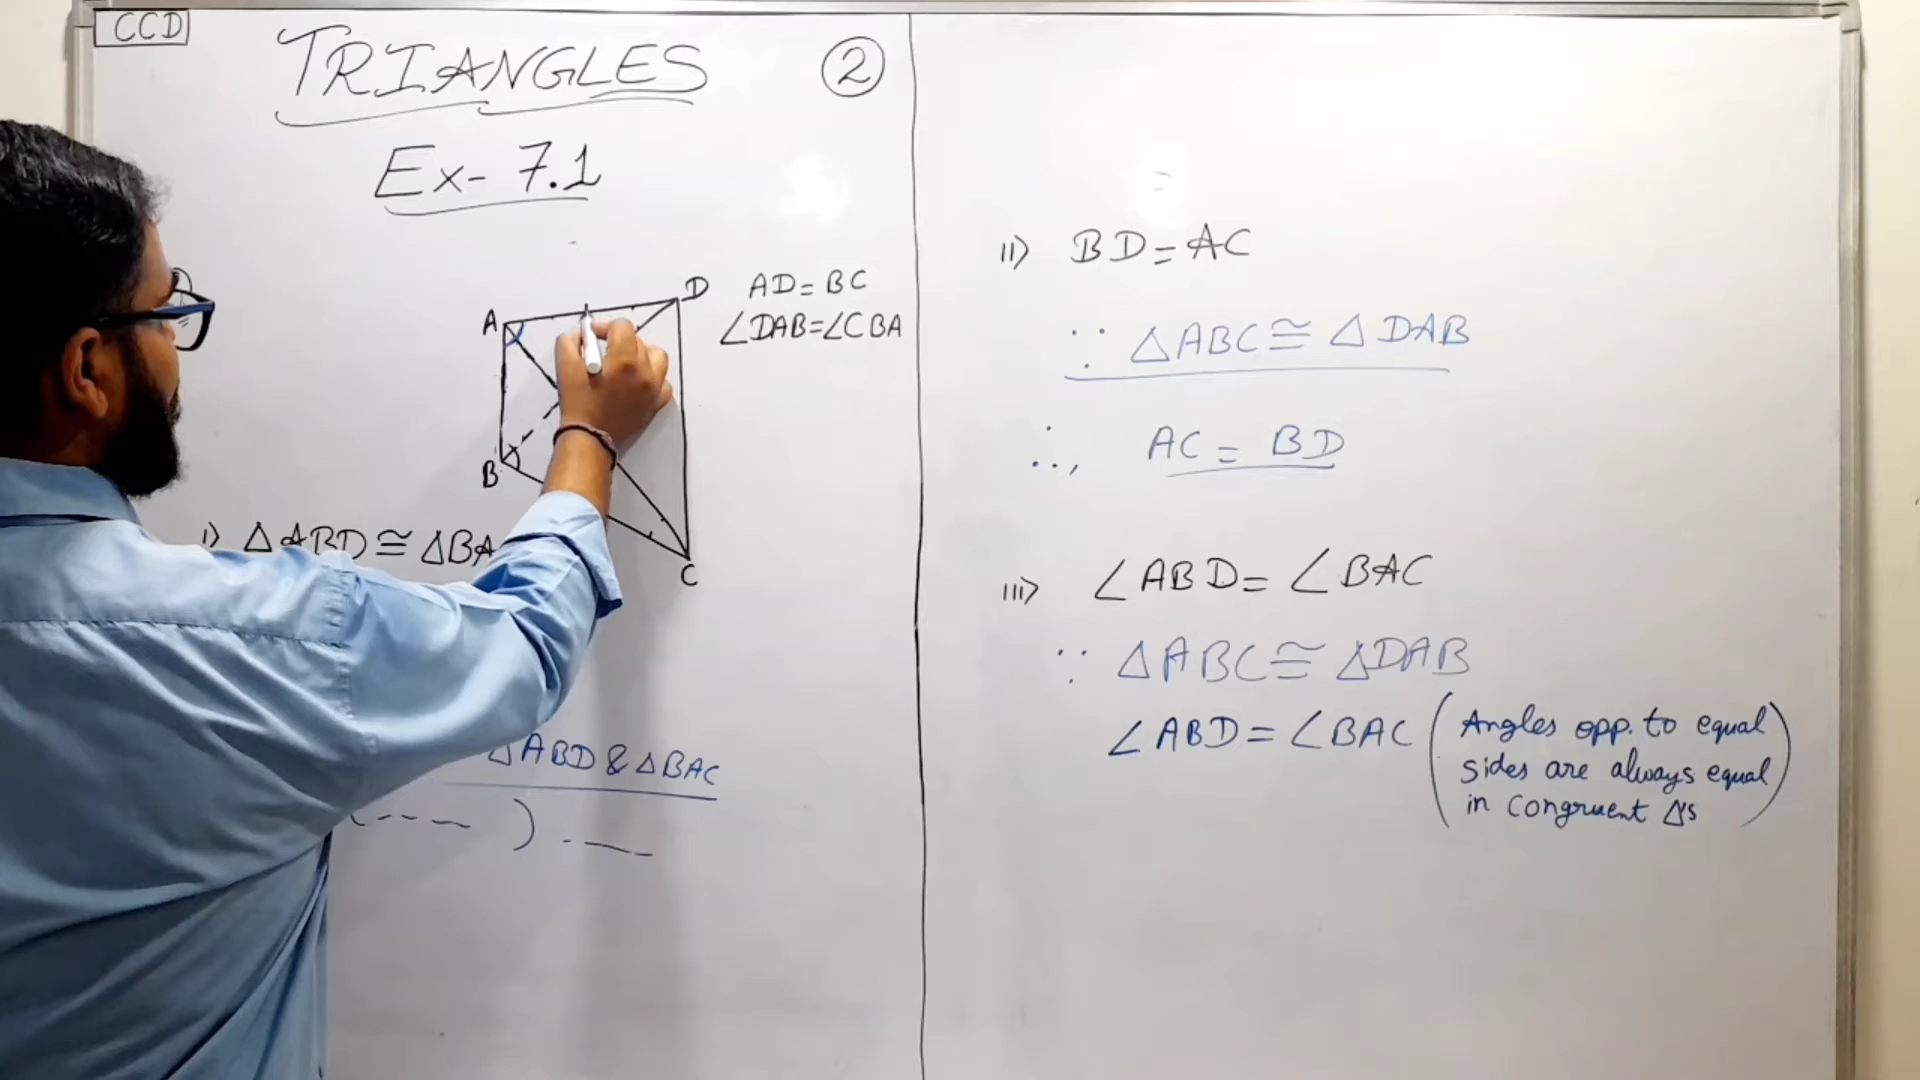 CCD
TRIANGLES
2
Ex- 7.1
A
D
B
C
AD = BC
∠DAB=∠CBA
i) △ABD ≅ △BA
△ABD & △BAC
(---- ) . —
ii) BD = AC
∵ △ABC ≅ △DAB
∴, AC = BD
iii) ∠ABD = ∠BAC
∵ △ABC ≅ △DAB
∠ABD = ∠BAC (Angles opp. to equal
sides are always equal
in congruent △'s)